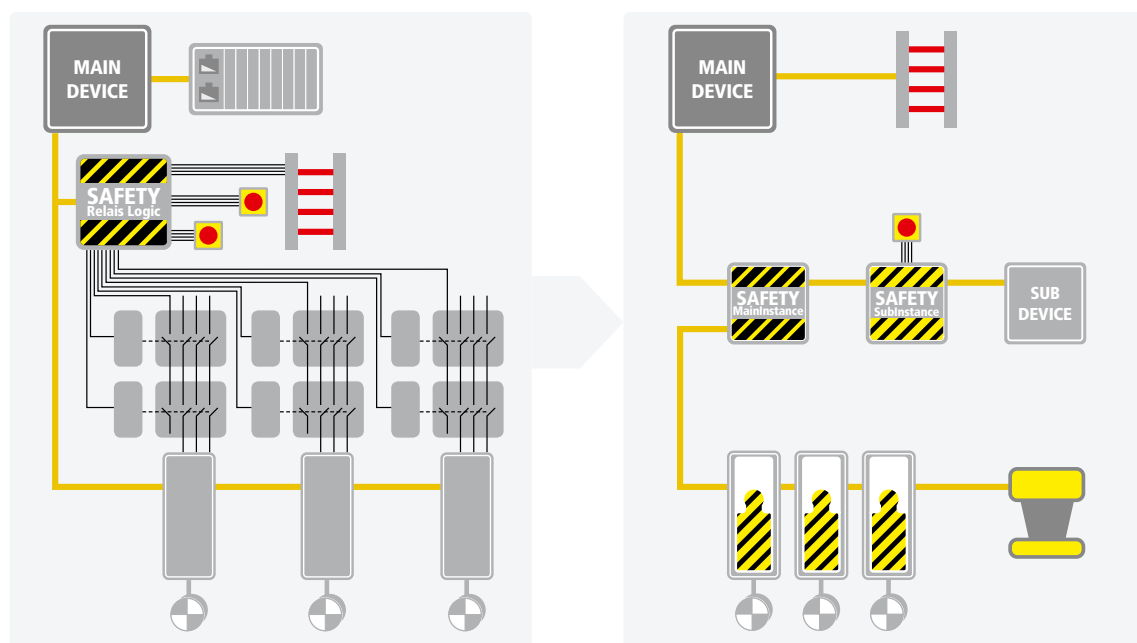 MAIN
DEVICE
SAFETY
Relais Logic
MAIN
DEVICE
SAFETY
MainInstance
SAFETY
SubInstance
SUB
DEVICE